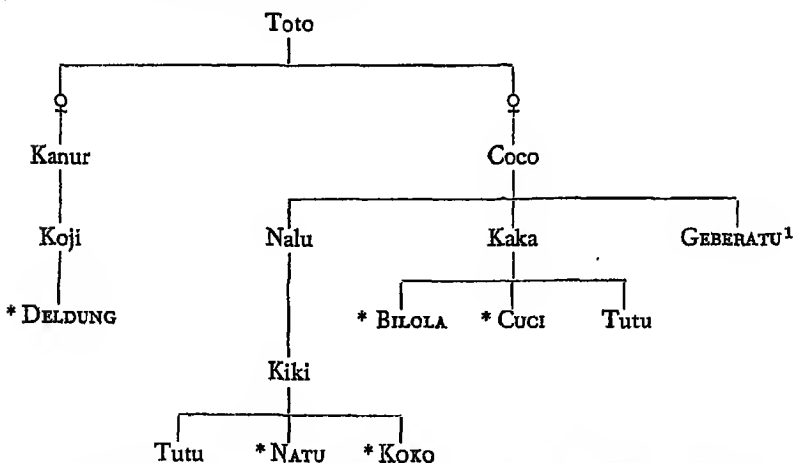 Toto
♀ ♀
Kanur Coco
Koji Nalu Kaka GEBERATU¹
* DELDUNG * BILOLA * CUCI Tutu
Kiki
Tutu * NATU * KOKO